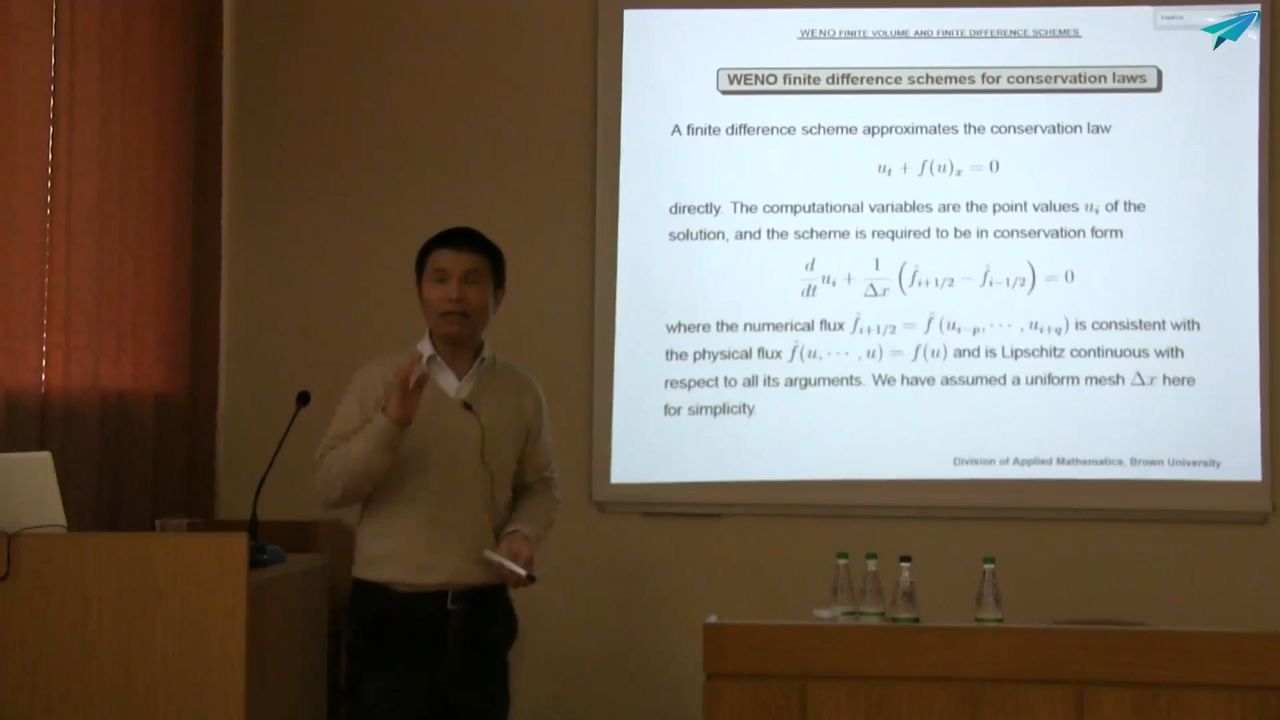 WENO FINITE VOLUME AND FINITE DIFFERENCE SCHEMES
WENO finite difference schemes for conservation laws
A finite difference scheme approximates the conservation law
u_t + f(u)_x = 0
directly. The computational variables are the point values u_i of the
solution, and the scheme is required to be in conservation form
d/dt u_i + 1/Δx (f̂_{i+1/2} − f̂_{i−1/2}) = 0
where the numerical flux f̂_{i+1/2} = f̂(u_{i−p}, ⋯ , u_{i+q}) is consistent with
the physical flux f̂(u, ⋯ , u) = f(u) and is Lipschitz continuous with
respect to all its arguments. We have assumed a uniform mesh Δx here
for simplicity.
Division of Applied Mathematics, Brown University